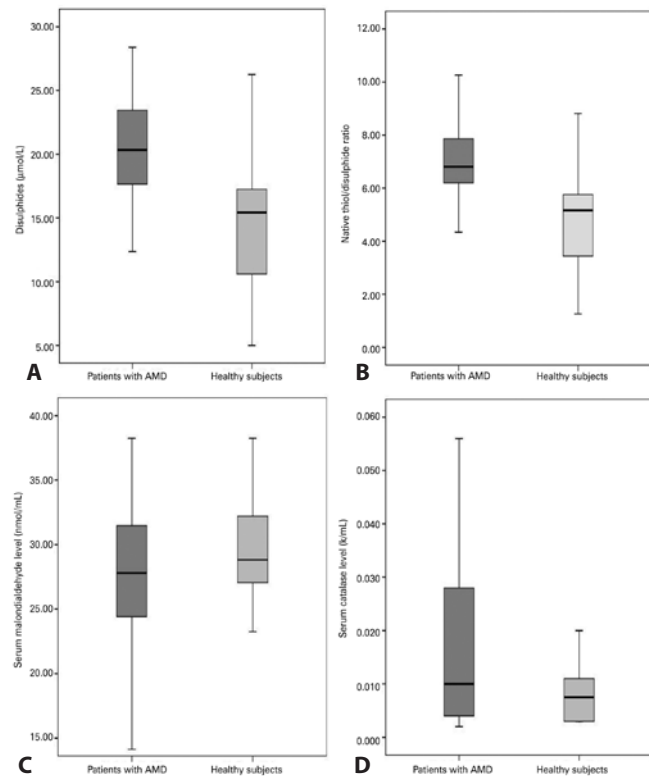 30.00
25.00
20.00
15.00
10.00
5.00
Disulphides (µmol/L)
Patients with AMD
Healthy subjects
A
12.00
10.00
8.00
6.00
4.00
2.00
0.00
Native thiol/disulphide ratio
Patients with AMD
Healthy subjects
B
40.00
35.00
30.00
25.00
20.00
15.00
Serum malondialdehyde level (nmol/mL)
Patients with AMD
Healthy subjects
C
0.060
0.050
0.040
0.030
0.020
0.010
0.000
Serum catalase level (k/mL)
Patients with AMD
Healthy subjects
D